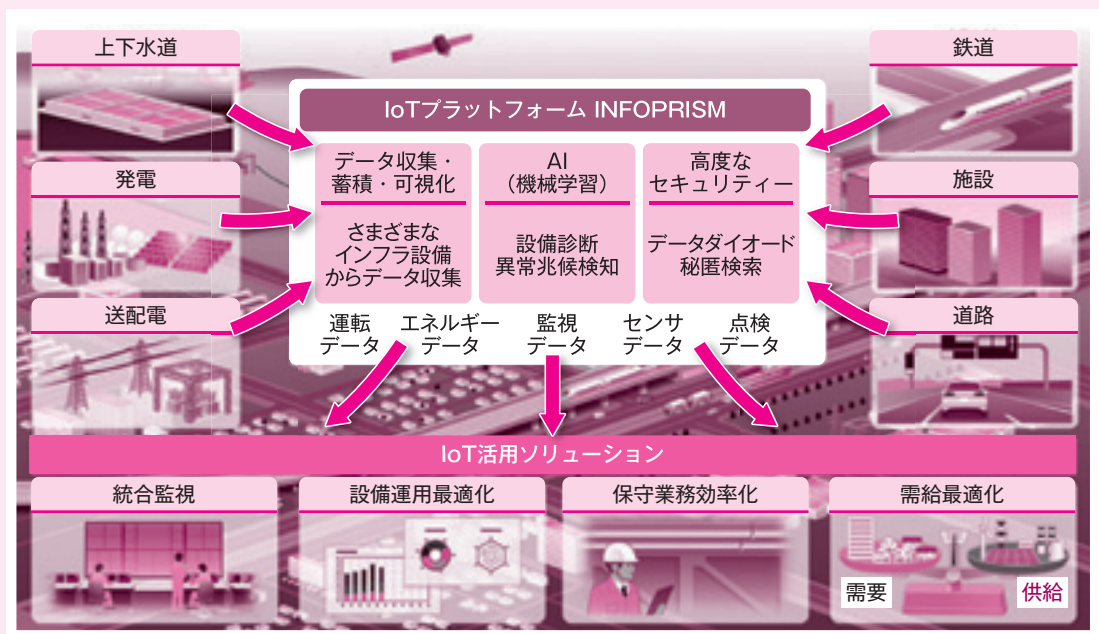 上下水道
鉄道
IoTプラットフォーム INFOPRISM
データ収集・
蓄積・可視化
さまざまな
インフラ設備
からデータ収集
AI
（機械学習）
設備診断
異常兆候検知
高度な
セキュリティー
データダイオード
秘匿検索
発電
施設
送配電
道路
運転
データ
エネルギー
データ
監視
データ
センサ
データ
点検
データ
IoT活用ソリューション
統合監視
設備運用最適化
保守業務効率化
需給最適化
需要
供給